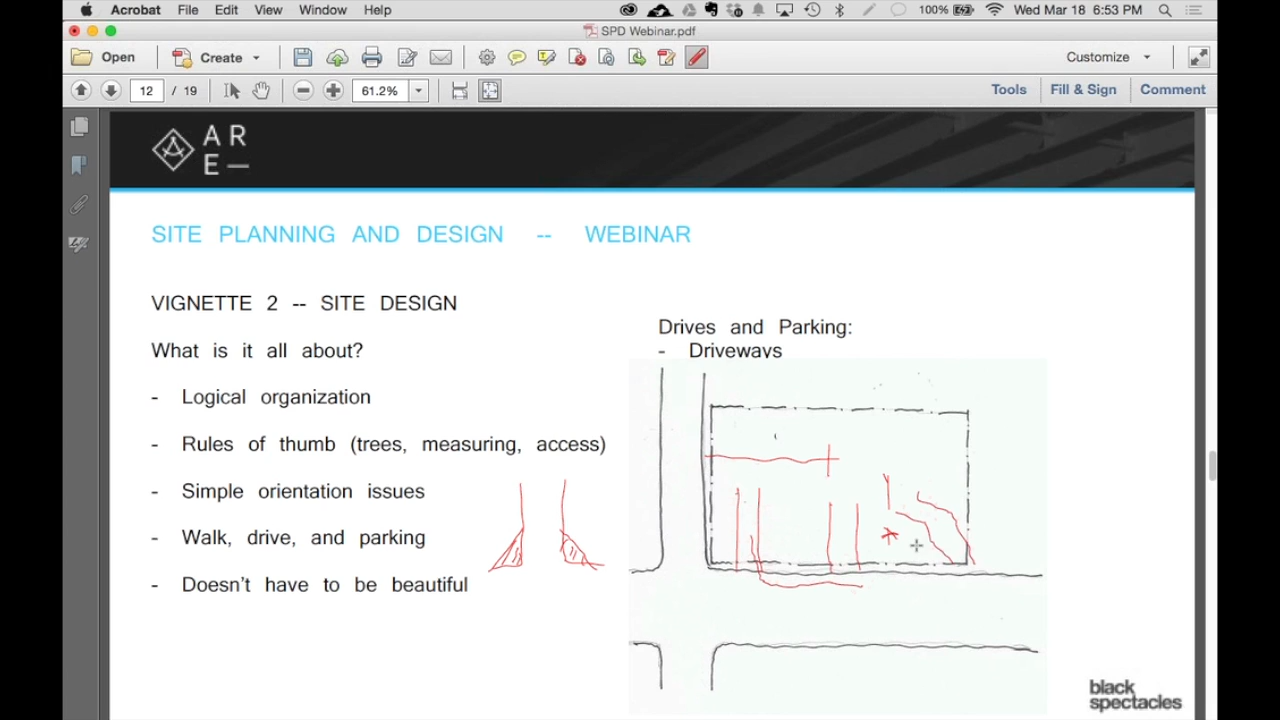 Acrobat File Edit View Window Help 100% Wed Mar 18 6:53 PM
SPD Webinar.pdf
Open Create Customize
12 / 19 61.2% Tools Fill & Sign Comment
A R
E —
SITE PLANNING AND DESIGN -- WEBINAR
VIGNETTE 2 -- SITE DESIGN
What is it all about?
- Logical organization
- Rules of thumb (trees, measuring, access)
- Simple orientation issues
- Walk, drive, and parking
- Doesn't have to be beautiful
Drives and Parking:
- Driveways
black
spectacles